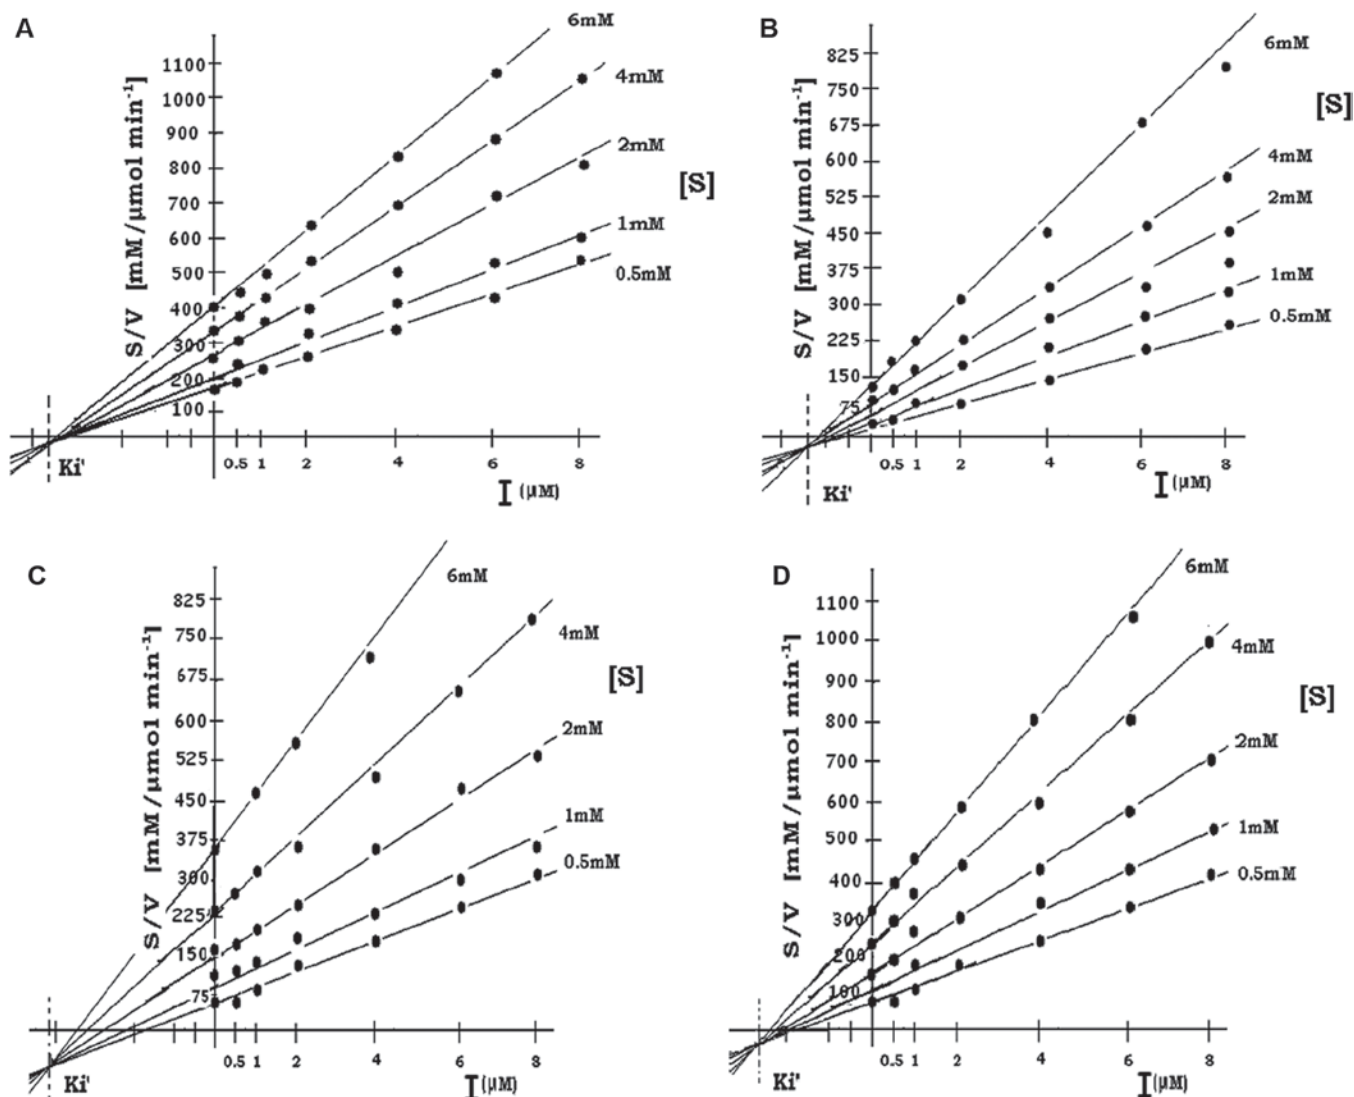 A
S/V [mM/µmol min⁻¹]
1100
1000
900
800
700
600
500
400
300
200
100
6mM
4mM
2mM
1mM
0.5mM
[S]
Ki'
0.5 1 2 4 6 8
I (µM)
B
S/V [mM/µmol min⁻¹]
825
750
675
600
525
450
375
300
225
150
75
6mM
4mM
2mM
1mM
0.5mM
[S]
Ki'
0.5 1 2 4 6 8
I (µM)
C
S/V [mM/µmol min⁻¹]
825
750
675
600
525
450
375
300
225
150
75
6mM
4mM
2mM
1mM
0.5mM
[S]
Ki'
0.5 1 2 4 6 8
I (µM)
D
S/V [mM/µmol min⁻¹]
1100
1000
900
800
700
600
500
400
300
200
100
6mM
4mM
2mM
1mM
0.5mM
[S]
Ki'
0.5 1 2 4 6 8
I (µM)